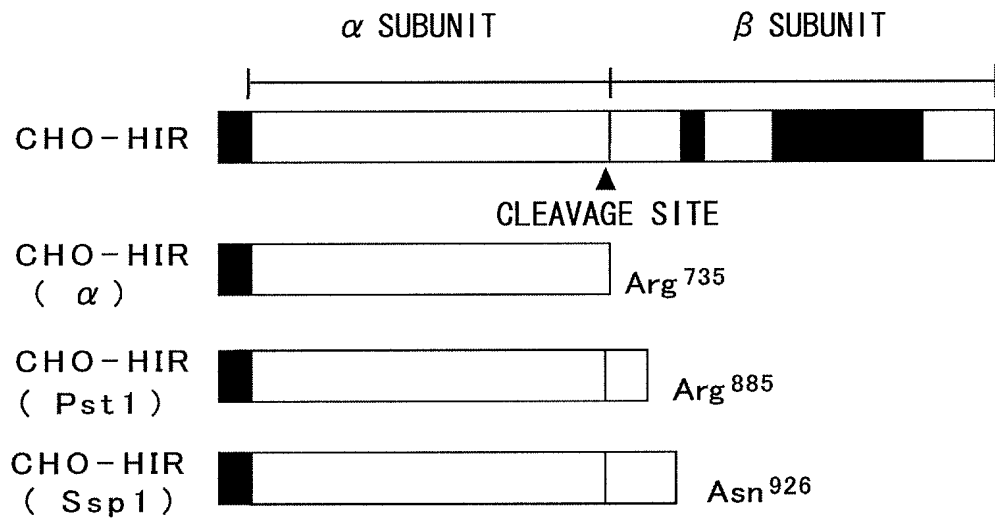 α SUBUNIT
β SUBUNIT
CHO-HIR
CLEAVAGE SITE
CHO-HIR
( α )
Arg735
CHO-HIR
( Pst1 )
Arg885
CHO-HIR
( Ssp1 )
Asn926